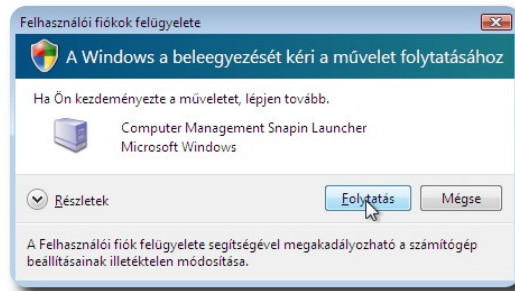 Felhasználói fiókok felügyelete
A Windows a beleegyezését kéri a művelet folytatásához
Ha Ön kezdeményezte a műveletet, lépjen tovább.
Computer Management Snapin Launcher
Microsoft Windows
Részletek
Folytatás
Mégse
A Felhasználói fiók felügyelete segítségével megakadályozható a számítógép
beállításainak illetéktelen módosítása.